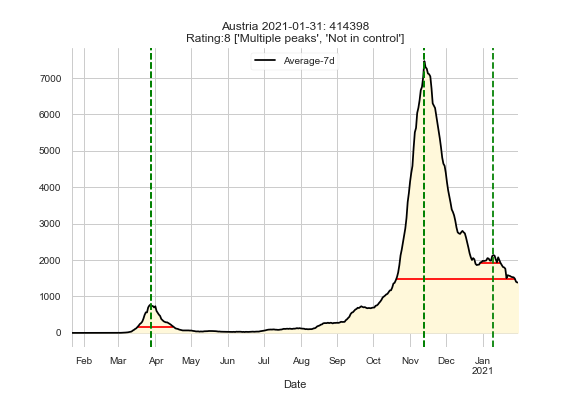 Austria 2021-01-31: 414398
Rating:8 ['Multiple peaks', 'Not in control']
Average-7d
7000
6000
5000
4000
3000
2000
1000
0
Feb Mar Apr May Jun Jul Aug Sep Oct Nov Dec Jan
2021
Date